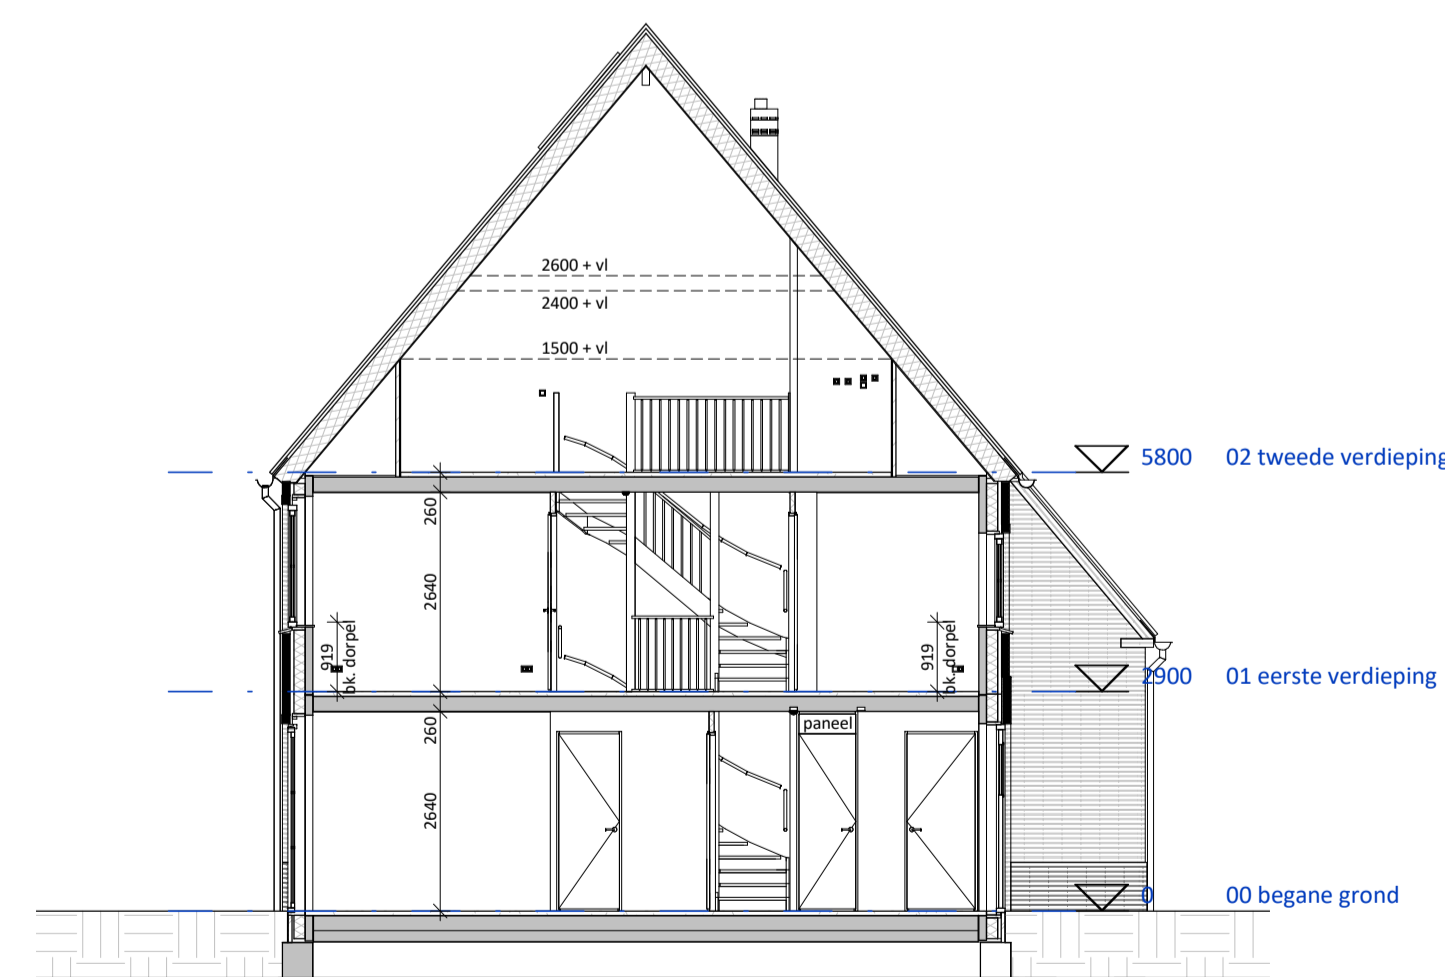 2600 + vl
2400 + vl
1500 + vl
5800 02 tweede verdieping
260
2640
919
bk. dorpel
919
bk. dorpel
2900 01 eerste verdieping
260
paneel
2640
0 00 begane grond